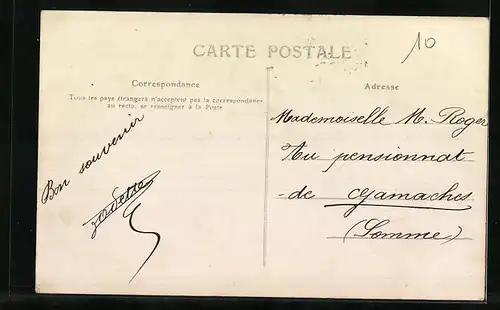 CARTE POSTALE
10
Correspondance
Tous les pays étrangers n'acceptent pas la correspondance
au recto, se renseigner à la Poste
Bon souvenir
Adresse
Mademoiselle M. Roger
Au pensionnat
- de Gamaches
(Somme)